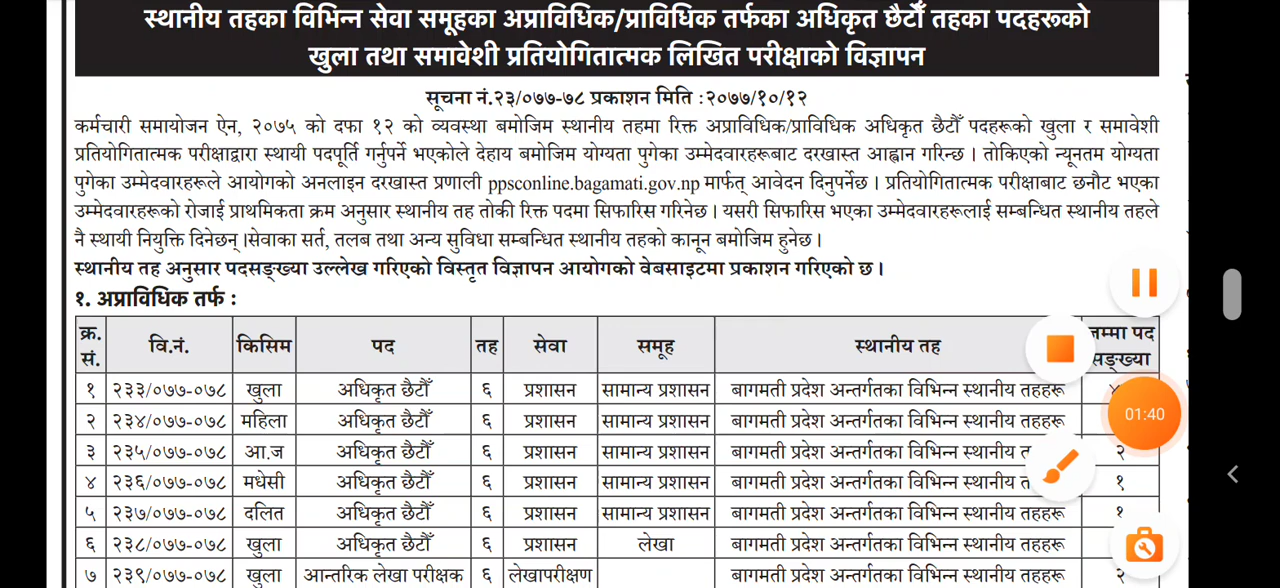 स्थानीय तहका विभिन्न सेवा समूहका अप्राविधिक/प्राविधिक तर्फका अधिकृत छैटौँ तहका पदहरूको
खुला तथा समावेशी प्रतियोगितात्मक लिखित परीक्षाको विज्ञापन
सूचना नं.२३/०७७-७८ प्रकाशन मिति :२०७७/१०/१२
कर्मचारी समायोजन ऐन, २०७५ को दफा १२ को व्यवस्था बमोजिम स्थानीय तहमा रिक्त अप्राविधिक/प्राविधिक अधिकृत छैटौँ पदहरूको खुला र समावेशी
प्रतियोगितात्मक परीक्षाद्वारा स्थायी पदपूर्ति गर्नुपर्ने भएकोले देहाय बमोजिम योग्यता पुगेका उम्मेदवारहरूबाट दरखास्त आह्वान गरिन्छ । तोकिएको न्यूनतम योग्यता
पुगेका उम्मेदवारहरूले आयोगको अनलाइन दरखास्त प्रणाली ppsconline.bagamati.gov.np मार्फत् आवेदन दिनुपर्नेछ । प्रतियोगितात्मक परीक्षाबाट छनौट भएका
उम्मेदवारहरूको रोजाई प्राथमिकता क्रम अनुसार स्थानीय तह तोकी रिक्त पदमा सिफारिस गरिनेछ । यसरी सिफारिस भएका उम्मेदवारहरूलाई सम्बन्धित स्थानीय तहले
नै स्थायी नियुक्ति दिनेछन् ।सेवाका सर्त, तलब तथा अन्य सुविधा सम्बन्धित स्थानीय तहको कानून बमोजिम हुनेछ ।
स्थानीय तह अनुसार पदसङ्ख्या उल्लेख गरिएको विस्तृत विज्ञापन आयोगको वेबसाइटमा प्रकाशन गरिएको छ ।
१. अप्राविधिक तर्फ :
क्र. सं. वि.नं. किसिम पद तह सेवा समूह स्थानीय तह जम्मा पद सङ्ख्या
१ २३३/०७७-०७८ खुला अधिकृत छैटौँ ६ प्रशासन सामान्य प्रशासन बागमती प्रदेश अन्तर्गतका विभिन्न स्थानीय तहहरू
२ २३४/०७७-०७८ महिला अधिकृत छैटौँ ६ प्रशासन सामान्य प्रशासन बागमती प्रदेश अन्तर्गतका विभिन्न स्थानीय तहहरू
३ २३५/०७७-०७८ आ.ज अधिकृत छैटौँ ६ प्रशासन सामान्य प्रशासन बागमती प्रदेश अन्तर्गतका विभिन्न स्थानीय २
४ २३६/०७७-०७८ मधेसी अधिकृत छैटौँ ६ प्रशासन सामान्य प्रशासन बागमती प्रदेश अन्तर्गतका विभिन्न स्थानीय १
५ २३७/०७७-०७८ दलित अधिकृत छैटौँ ६ प्रशासन सामान्य प्रशासन बागमती प्रदेश अन्तर्गतका विभिन्न स्थानीय तहहरू १
६ २३८/०७७-०७८ खुला अधिकृत छैटौँ ६ प्रशासन लेखा बागमती प्रदेश अन्तर्गतका विभिन्न स्थानीय तहहरू
७ २३९/०७७-०७८ खुला आन्तरिक लेखा परीक्षक ६ लेखापरीक्षण बागमती प्रदेश अन्तर्गतका विभिन्न स्थानीय तहहरू २
01:40